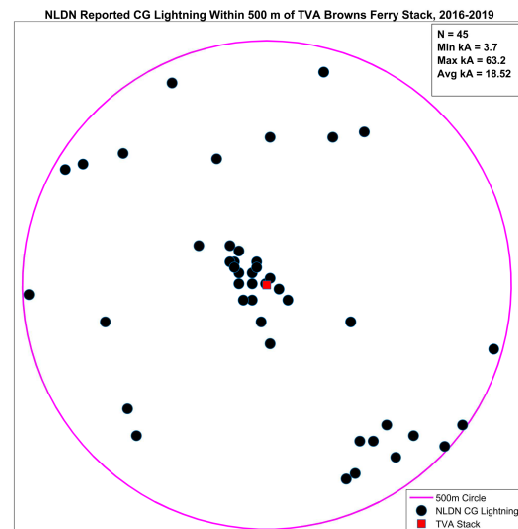 NLDN Reported CG Lightning Within 500 m of TVA Browns Ferry Stack, 2016-2019
N = 45
Min kA = 3.7
Max kA = 63.2
Avg kA = 18.52
500m Circle
NLDN CG Lightning
TVA Stack